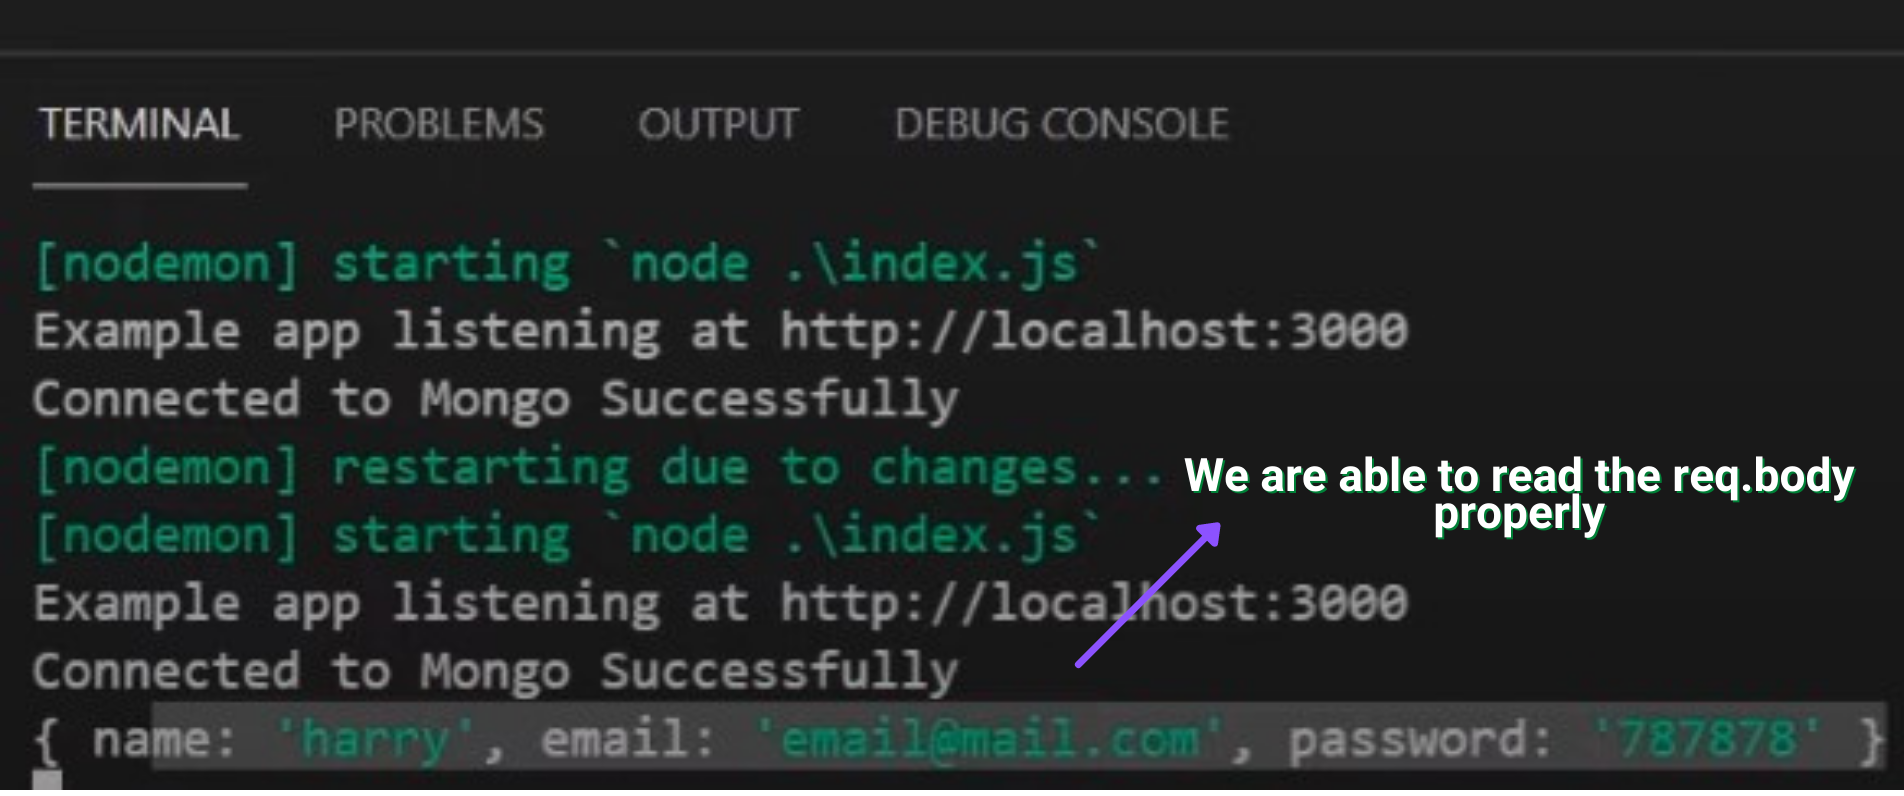 TERMINAL PROBLEMS OUTPUT DEBUG CONSOLE
[nodemon] starting `node .\index.js`
Example app listening at http://localhost:3000
Connected to Mongo Successfully
[nodemon] restarting due to changes...
[nodemon] starting `node .\index.js`
Example app listening at http://localhost:3000
Connected to Mongo Successfully
{ name: 'harry', email: 'email@mail.com', password: '787878' }
We are able to read the req.body
properly